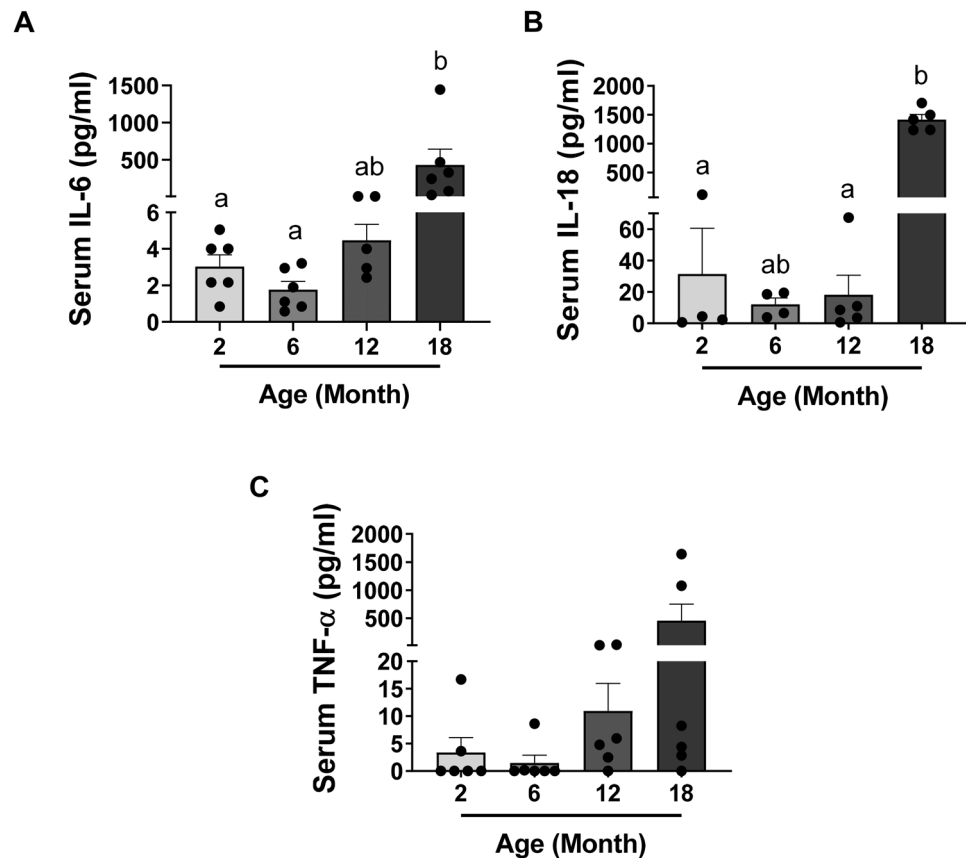 A
Serum IL-6 (pg/ml)
1500
1000
500
6
4
2
0
a
a
ab
b
2 6 12 18
Age (Month)
B
Serum IL-18 (pg/ml)
2000
1500
1000
500
60
40
20
0
a
ab
a
b
2 6 12 18
Age (Month)
C
Serum TNF-α (pg/ml)
2000
1500
1000
500
20
15
10
5
0
2 6 12 18
Age (Month)